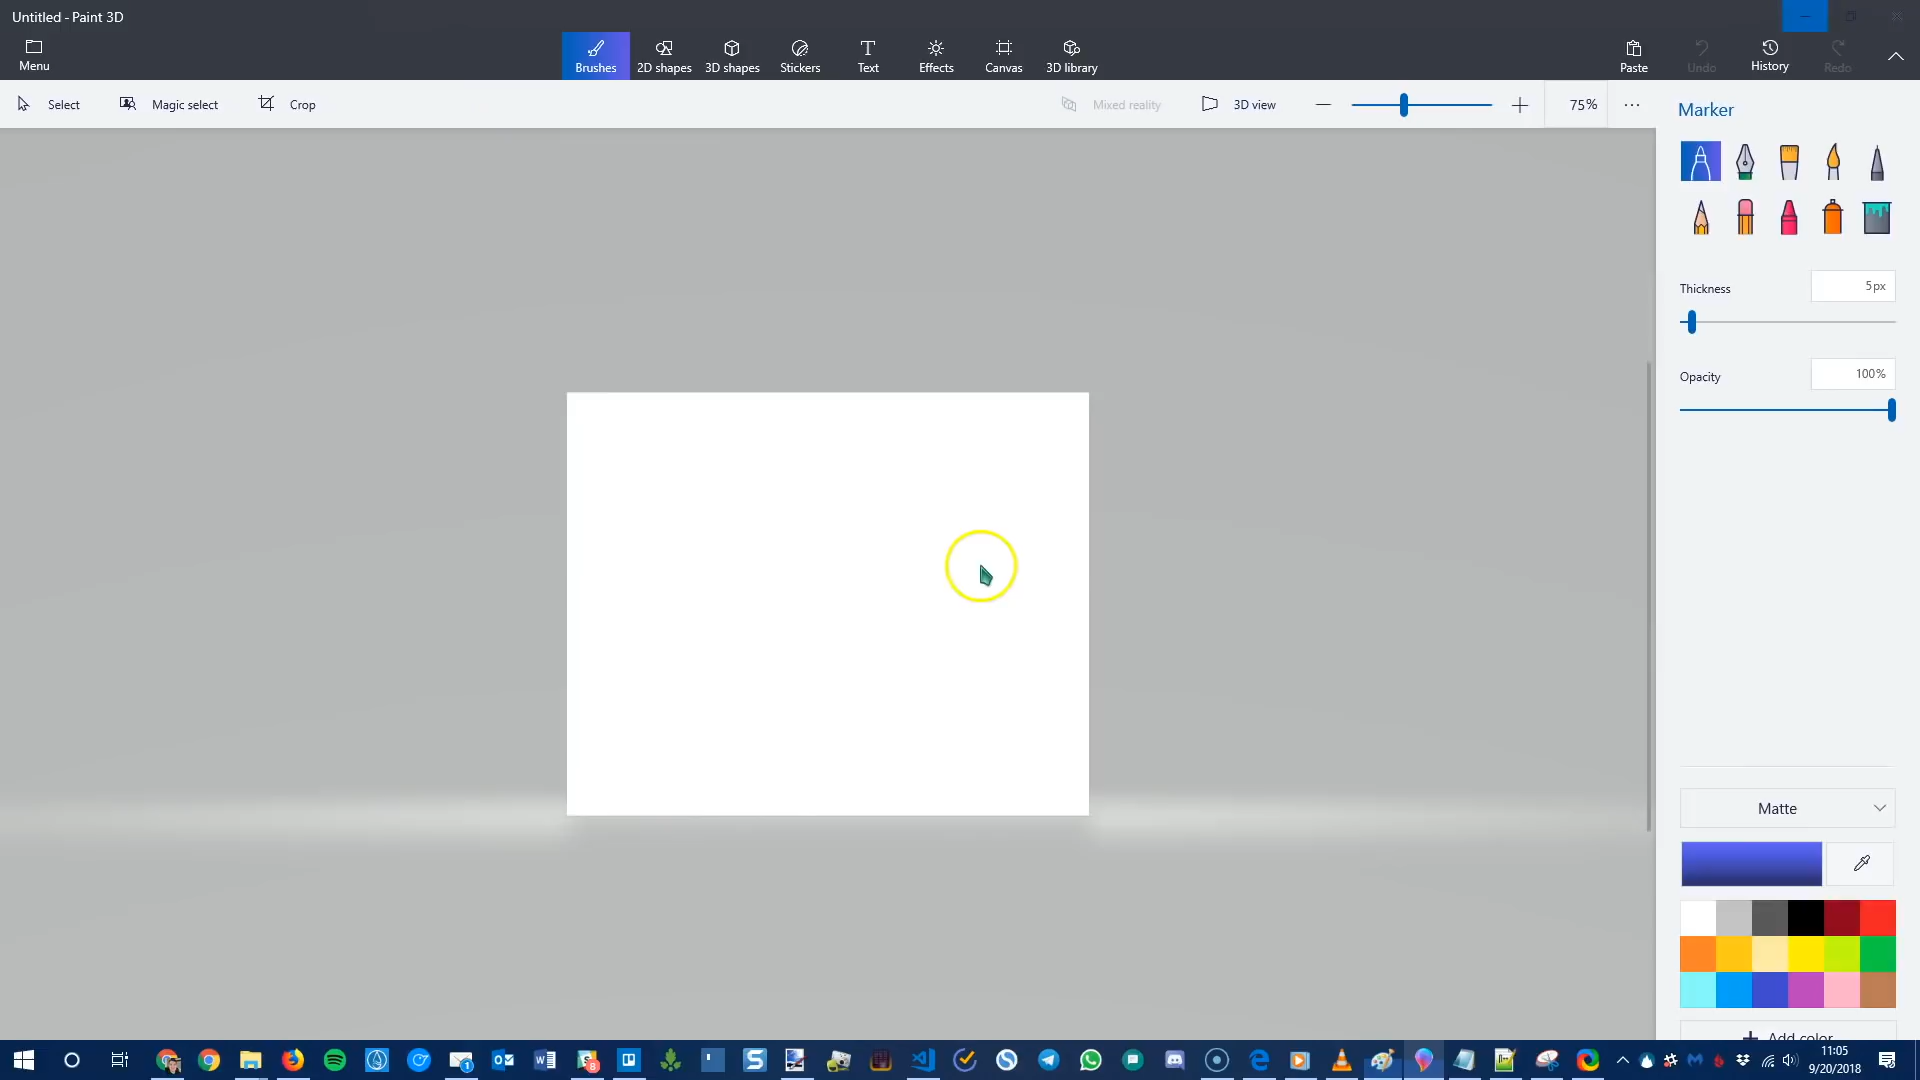 Untitled - Paint 3D
Menu
Brushes 2D shapes 3D shapes Stickers Text Effects Canvas 3D library
Paste Undo History Redo
Select Magic select Crop
Mixed reality 3D view 75%
Marker
Thickness 5px
Opacity 100%
Matte
Add color
11:05
9/20/2018